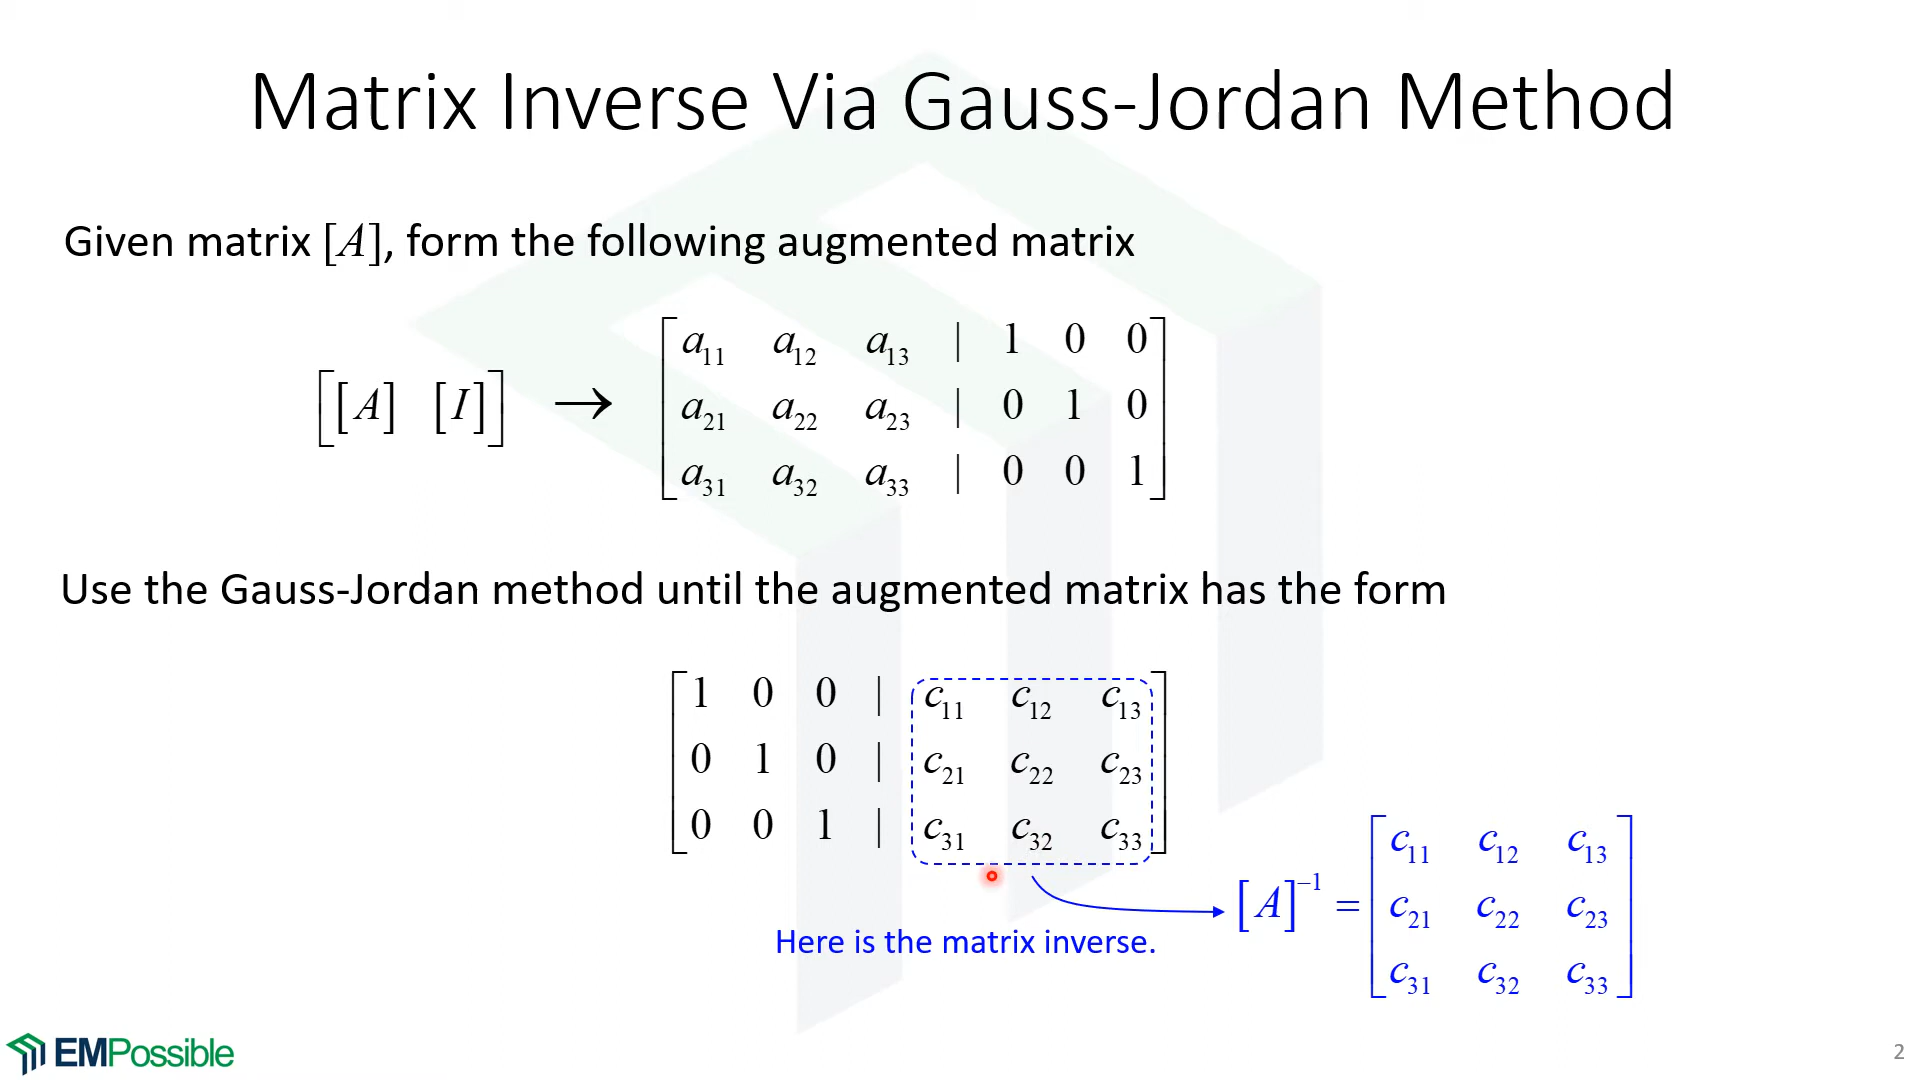 Matrix Inverse Via Gauss-Jordan Method
Given matrix [A], form the following augmented matrix
[[A] [I]] → [a₁₁ a₁₂ a₁₃ | 1 0 0
a₂₁ a₂₂ a₂₃ | 0 1 0
a₃₁ a₃₂ a₃₃ | 0 0 1]
Use the Gauss-Jordan method until the augmented matrix has the form
[1 0 0 | c₁₁ c₁₂ c₁₃
0 1 0 | c₂₁ c₂₂ c₂₃
0 0 1 | c₃₁ c₃₂ c₃₃]
Here is the matrix inverse.
[A]⁻¹ = [c₁₁ c₁₂ c₁₃
c₂₁ c₂₂ c₂₃
c₃₁ c₃₂ c₃₃]
EMPossible
2